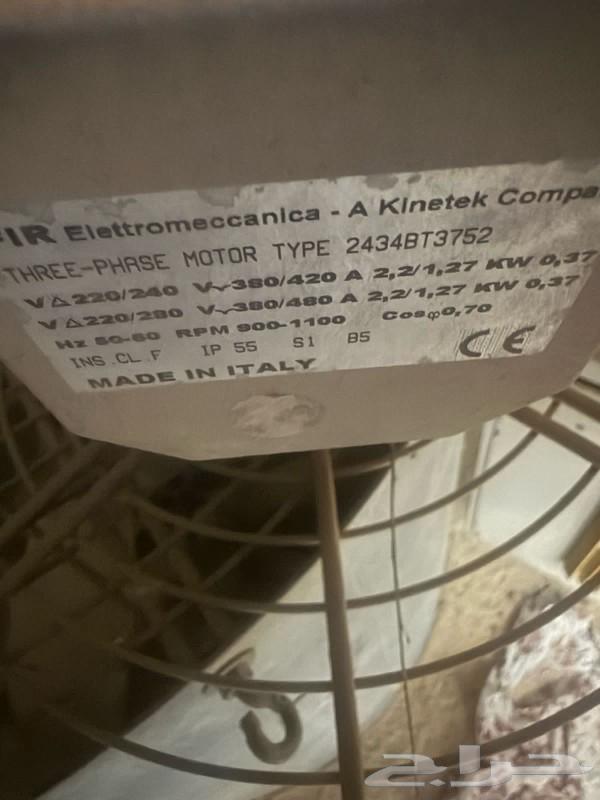 FIR Elettromeccanica - A Kinetek Compa
THREE-PHASE MOTOR TYPE 2434BT3752
V△220/240 V~380/420 A 2,2/1,27 KW 0,37
V△220/280 V~380/480 A 2,2/1,27 KW 0,37
Hz 50-60 RPM 900-1100 Cosφ0,70
INS.CL.F IP 55 S1 B5
CE
MADE IN ITALY
حراج